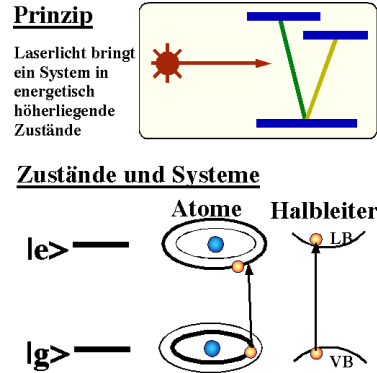 Prinzip
Laserlicht bringt
ein System in
energetisch
höherliegende
Zustände
Zustände und Systeme
Atome Halbleiter
|e> LB
|g> VB